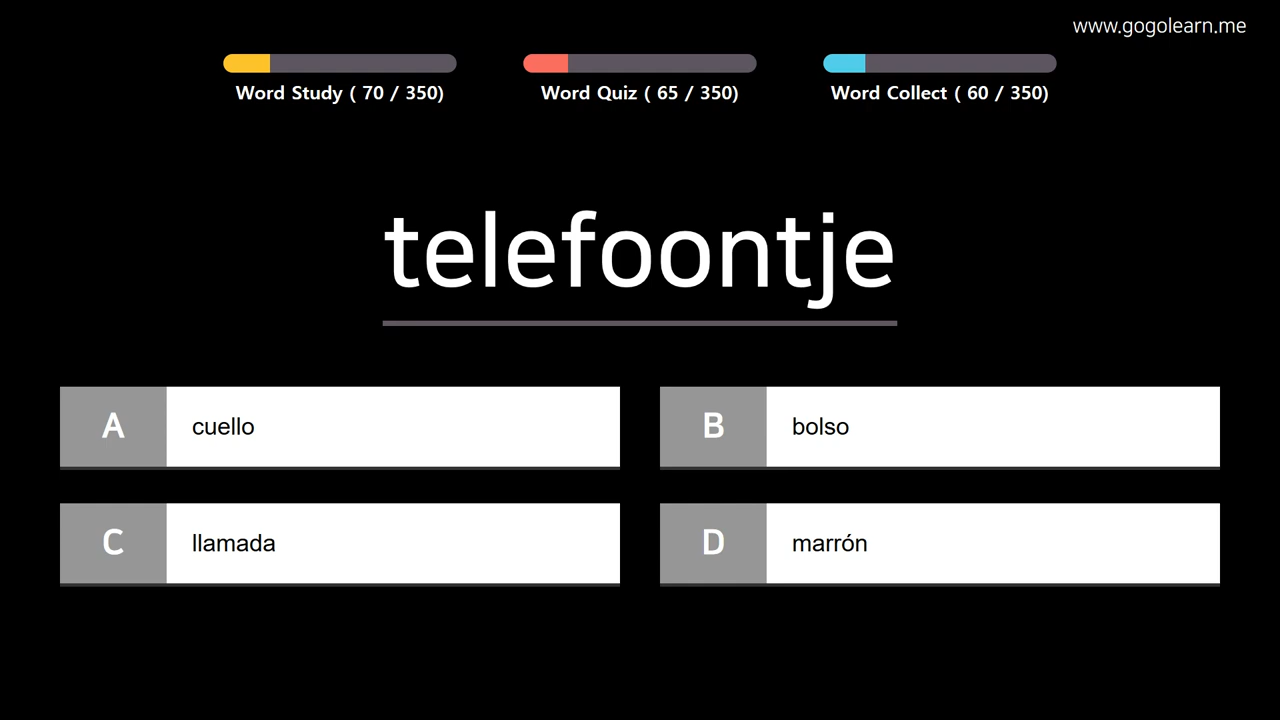 www.gogolearn.me
Word Study ( 70 / 350)
Word Quiz ( 65 / 350)
Word Collect ( 60 / 350)
telefoontje
A cuello
B bolso
C llamada
D marrón